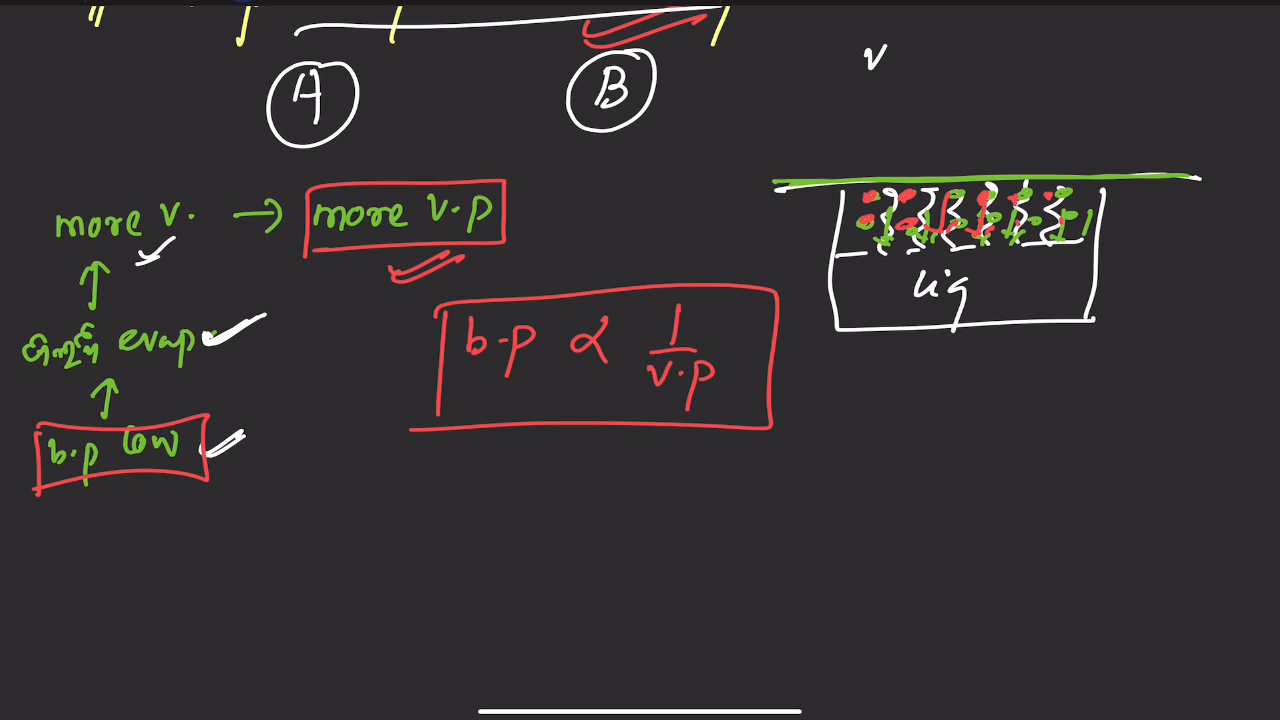 A
B
v
more v. → more v.p
liq
evap
b.p ∝ 1/v.p
b.p low